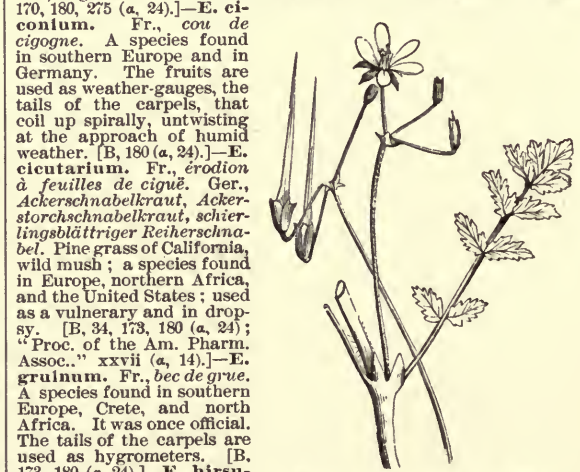 170, 180, 275 (α, 24).]—E. ci-
conium. Fr., cou de
cigogne. A species found
in southern Europe and in
Germany. The fruits are
used as weather-gauges, the
tails of the carpels, that
coil up spirally, untwisting
at the approach of humid
weather. [B, 180 (α, 24).]—E.
cicutarium. Fr., érodion
à feuilles de ciguë. Ger.,
Ackerschnabelkraut, Acker-
storchschnabelkraut, schier-
lingsblättriger Reiherschna-
bel. Pine grass of California,
wild mush ; a species found
in Europe, northern Africa,
and the United States ; used
as a vulnerary and in drop-
sy. [B, 34, 173, 180 (α, 24) ;
“Proc. of the Am. Pharm.
Assoc..” xxvii (α, 14).]—E.
gruinum. Fr., bec de grue.
A species found in southern
Europe, Crete, and north
Africa. It was once official.
The tails of the carpels are
used as hygrometers. [B,
173, 180 (α, 24).]—E. hirsu-